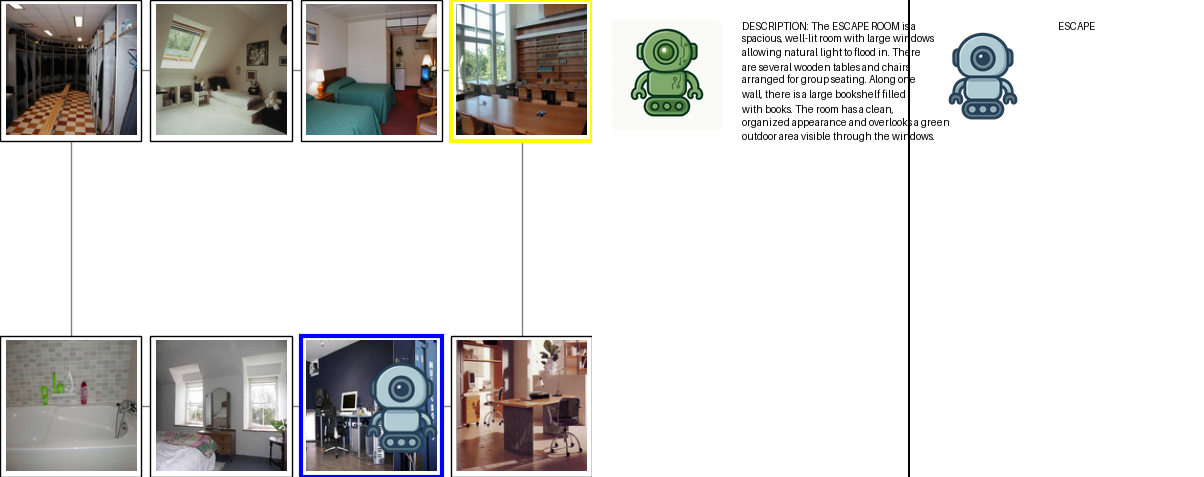 DESCRIPTION: The ESCAPE ROOM is a
spacious, well-lit room with large windows
allowing natural light to flood in. There
are several wooden tables and chairs
arranged for group seating. Along one
wall, there is a large bookshelf filled
with books. The room has a clean,
organized appearance and overlooks a green
outdoor area visible through the windows.
ESCAPE